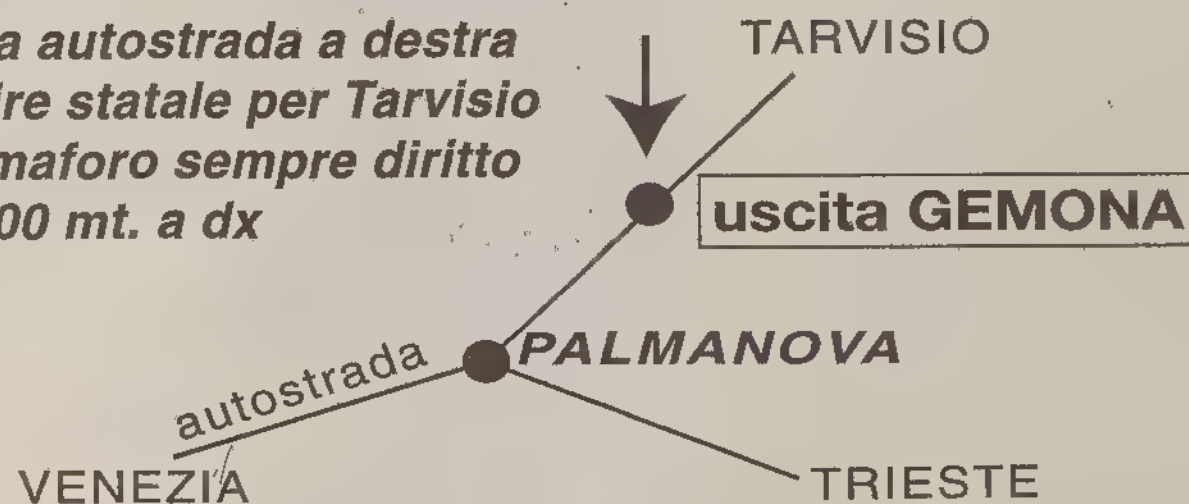 a autostrada a destra
ire statale per Tarvisio
maforo sempre diritto
00 mt. a dx
TARVISIO
uscita GEMONA
PALMANOVA
autostrada
VENEZIA
TRIESTE